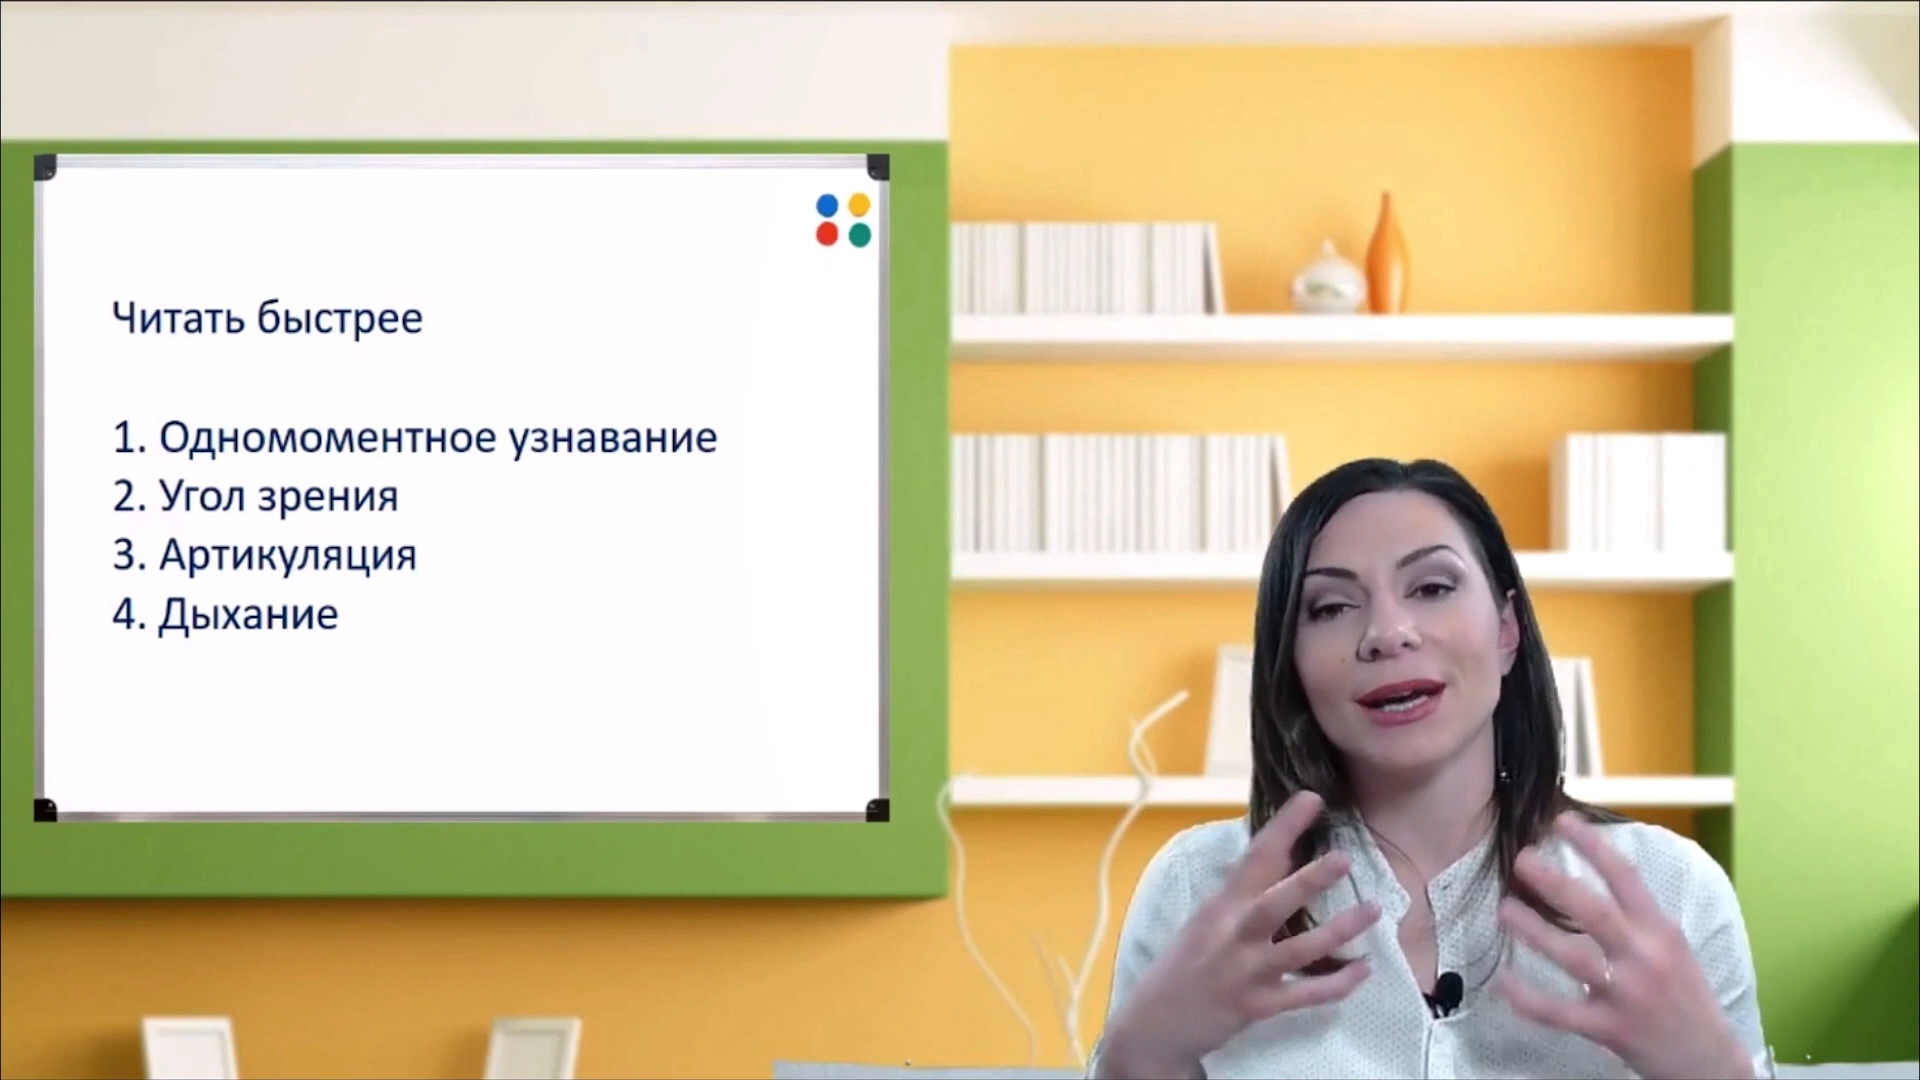 Читать быстрее
1. Одномоментное узнавание
2. Угол зрения
3. Артикуляция
4. Дыхание